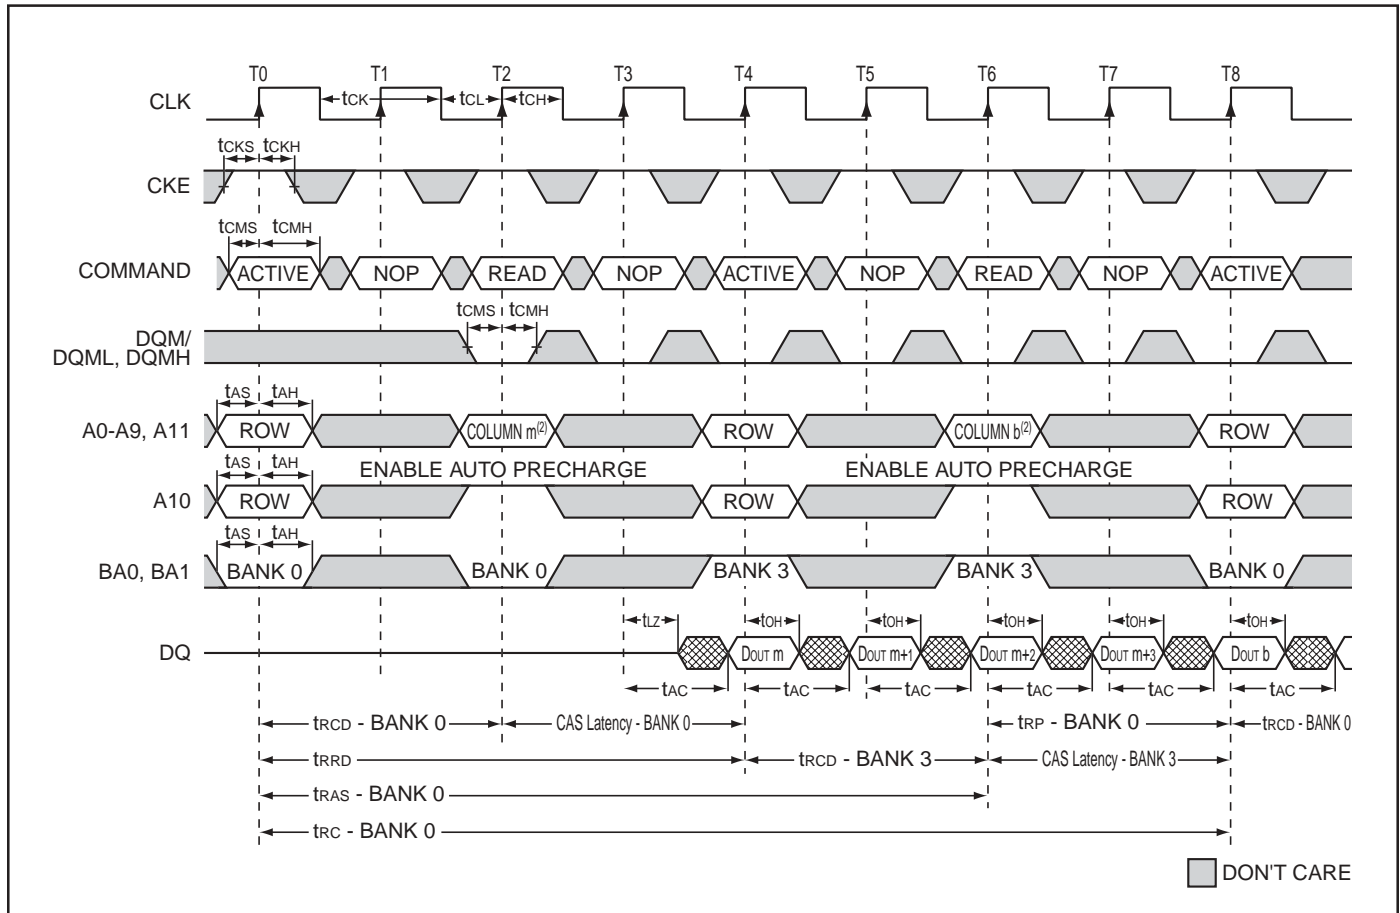 T0 T1 T2 T3 T4 T5 T6 T7 T8
CLK tCK tCL tCH
tCKS tCKH
CKE
tCMS tCMH
COMMAND ACTIVE NOP READ NOP ACTIVE NOP READ NOP ACTIVE
tCMS tCMH
DQM/
DQML, DQMH
tAS tAH
A0-A9, A11 ROW COLUMN m(2) ROW COLUMN b(2) ROW
tAS tAH ENABLE AUTO PRECHARGE ENABLE AUTO PRECHARGE
A10 ROW ROW ROW
tAS tAH
BA0, BA1 BANK 0 BANK 0 BANK 3 BANK 3 BANK 0
tLZ tOH tOH tOH tOH tOH
DQ DOUT m DOUT m+1 DOUT m+2 DOUT m+3 DOUT b
tAC tAC tAC tAC tAC tAC
tRCD - BANK 0 CAS Latency - BANK 0 tRP - BANK 0 tRCD - BANK 0
tRRD tRCD - BANK 3 CAS Latency - BANK 3
tRAS - BANK 0
tRC - BANK 0
DON'T CARE